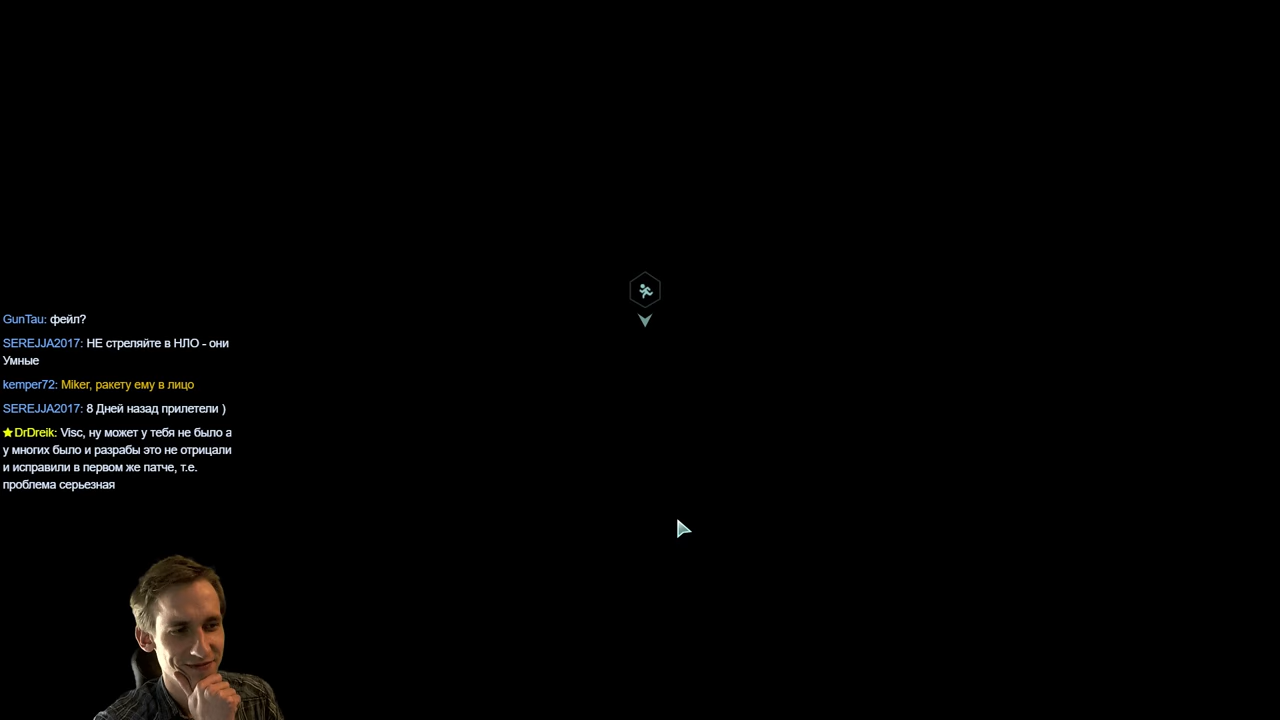 GunTau: фейл?
SEREJJA2017: НЕ стреляйте в НЛО - они
Умные
kemper72: Miker, ракету ему в лицо
SEREJJA2017: 8 Дней назад прилетели )
DrDreik: Visc, ну может у тебя не было а
у многих было и разрабы это не отрицали
и исправили в первом же патче, т.е.
проблема серьезная